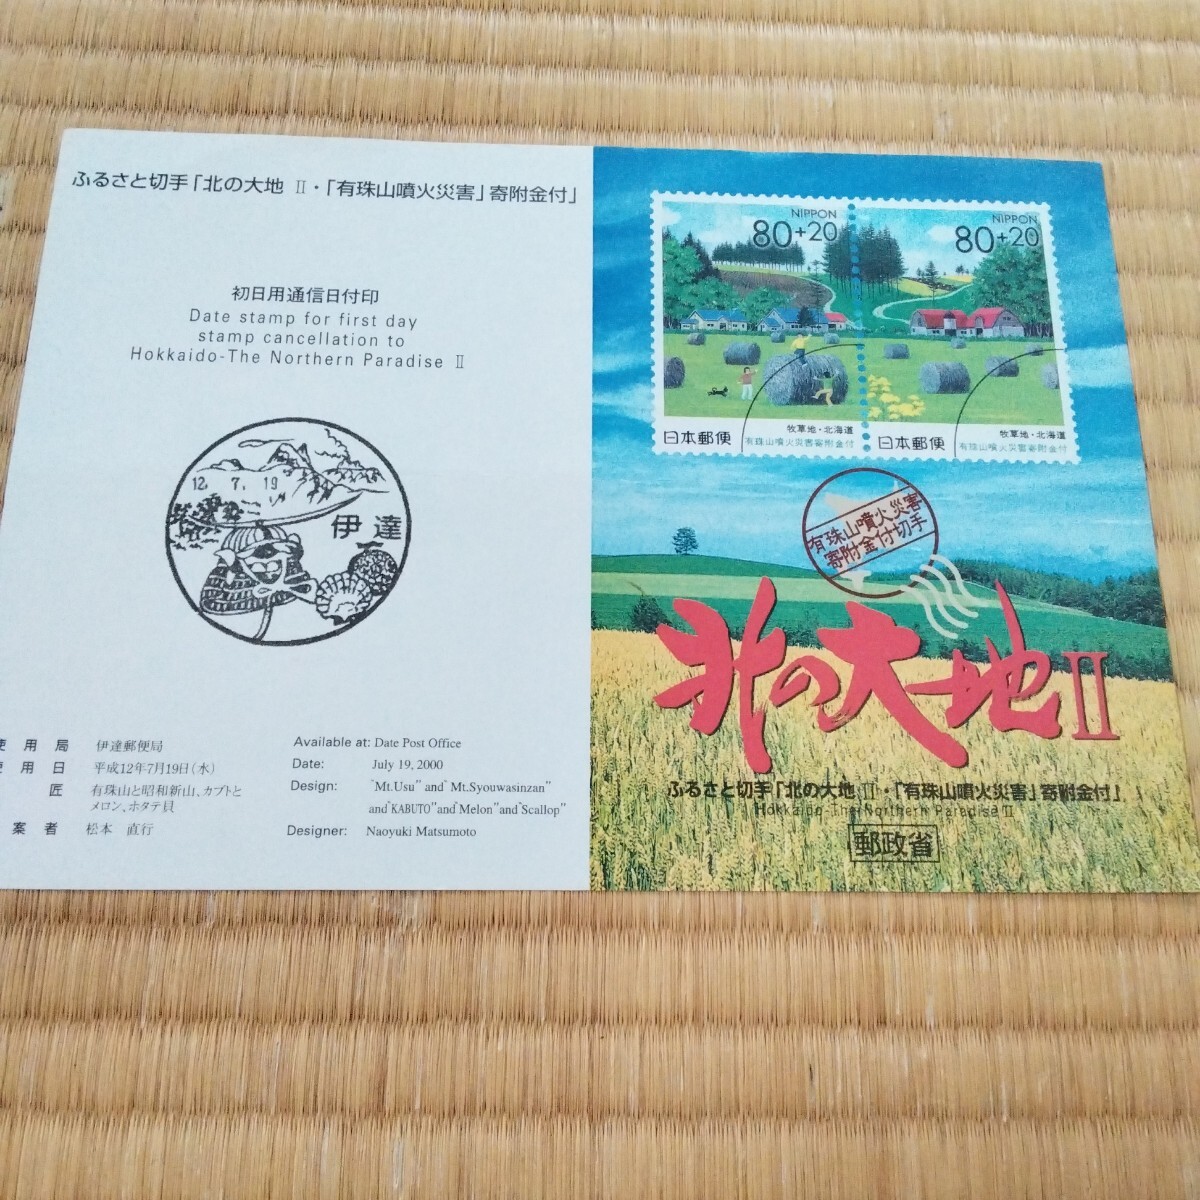 ふるさと切手「北の大地 Ⅱ・「有珠山噴火災害」寄附金付」
初日用通信日付印
Date stamp for first day
stamp cancellation to
Hokkaido-The Northern Paradise Ⅱ
12. 7. 19
伊達
使用局 伊達郵便局
使用日 平成12年7月19日(水)
匠 有珠山と昭和新山、カブトと
メロン、ホタテ貝
案者 松本 直行
Available at: Date Post Office
Date: July 19, 2000
Design: "Mt.Usu" and "Mt.Syouwasinzan"
and "KABUTO" and "Melon" and "Scallop"
Designer: Naoyuki Matsumoto
NIPPON
80+20
日本郵便
牧草地・北海道
有珠山噴火災害寄附金付
NIPPON
80+20
日本郵便
牧草地・北海道
有珠山噴火災害寄附金付
有珠山噴火災害
寄附金付切手
北の大地Ⅱ
ふるさと切手「北の大地 Ⅱ・「有珠山噴火災害」寄附金付」
Hokkaido-The Northern Paradise Ⅱ
郵政省